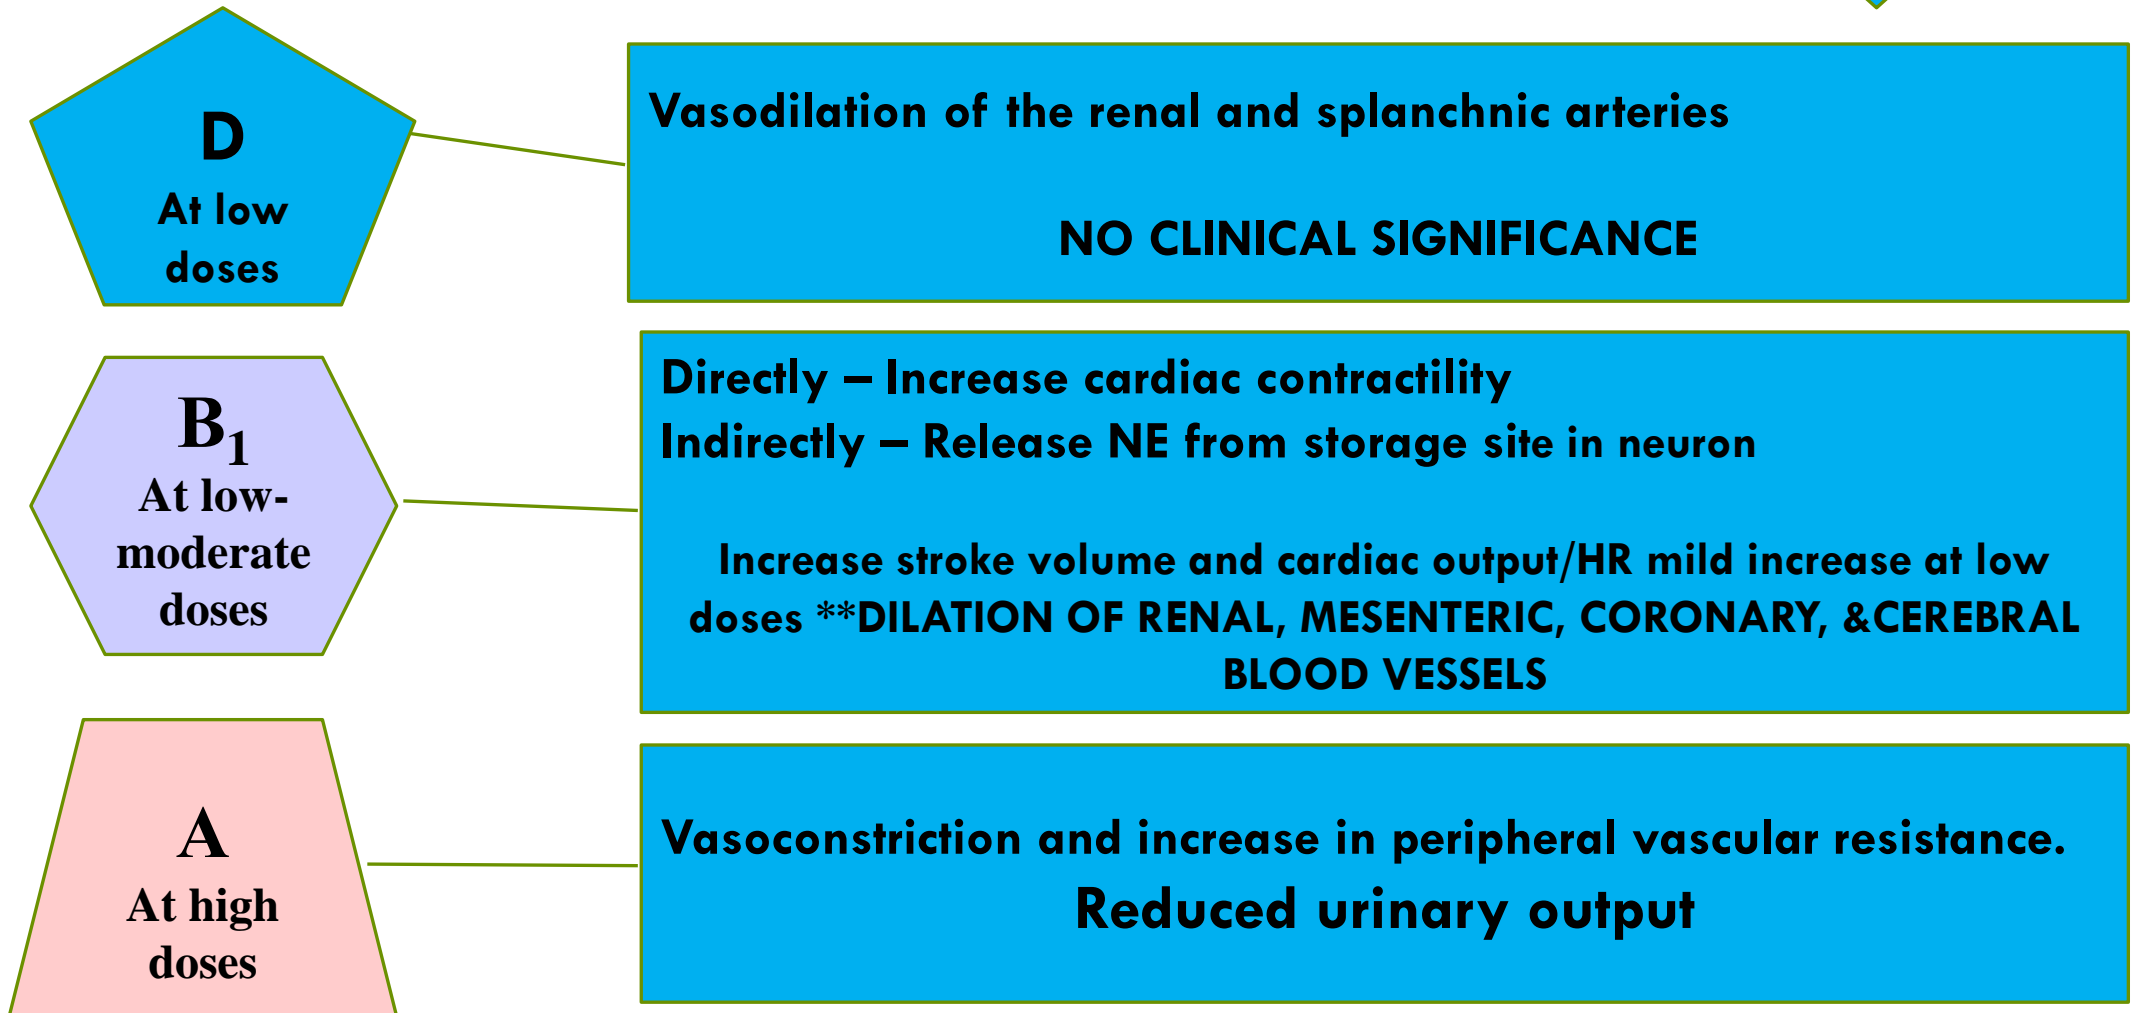 D
At low
doses
Vasodilation of the renal and splanchnic arteries
NO CLINICAL SIGNIFICANCE
B₁
At low-
moderate
doses
Directly – Increase cardiac contractility
Indirectly – Release NE from storage site in neuron
Increase stroke volume and cardiac output/HR mild increase at low
doses **DILATION OF RENAL, MESENTERIC, CORONARY, &CEREBRAL
BLOOD VESSELS
A
At high
doses
Vasoconstriction and increase in peripheral vascular resistance.
Reduced urinary output